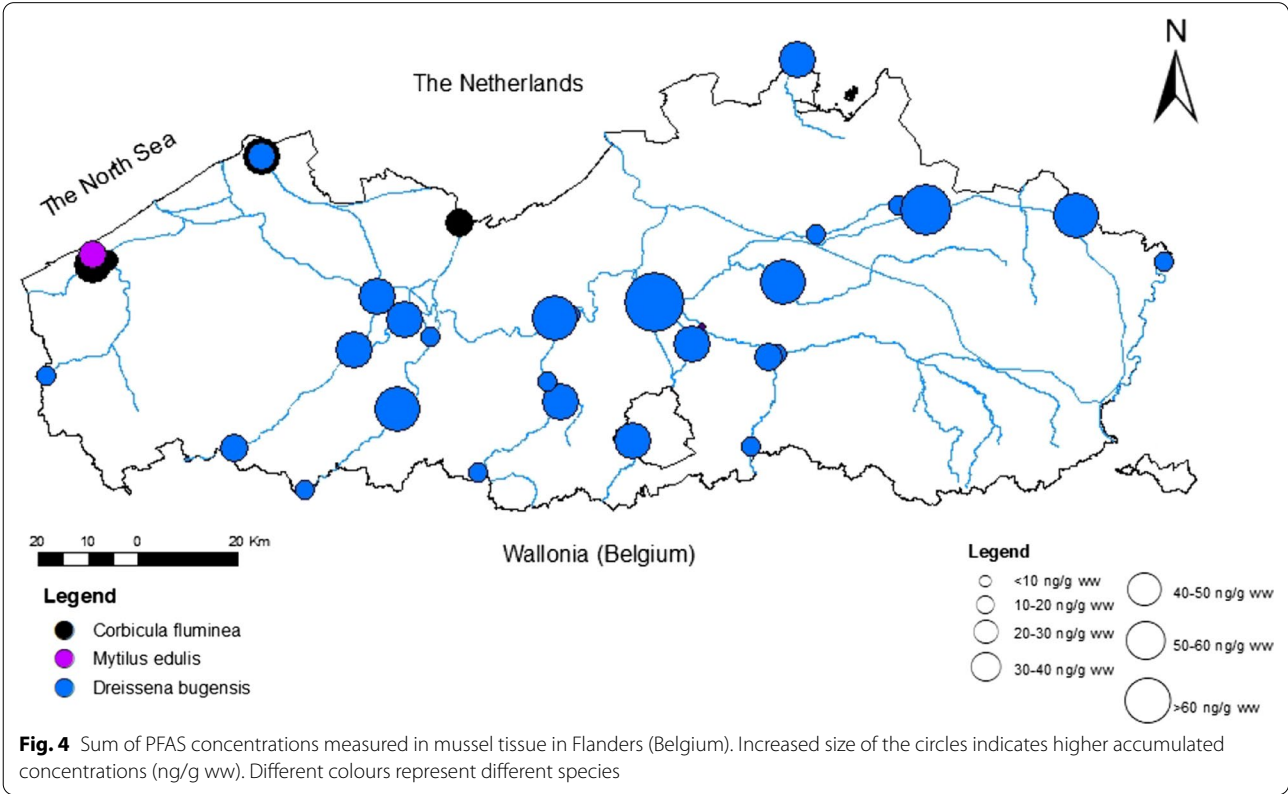 The Netherlands
N
The North Sea
20 10 0 20 Km
Wallonia (Belgium)
Legend
Corbicula fluminea
Mytilus edulis
Dreissena bugensis
Legend
<10 ng/g ww
10-20 ng/g ww
20-30 ng/g ww
30-40 ng/g ww
40-50 ng/g ww
50-60 ng/g ww
>60 ng/g ww
Fig. 4 Sum of PFAS concentrations measured in mussel tissue in Flanders (Belgium). Increased size of the circles indicates higher accumulated
concentrations (ng/g ww). Different colours represent different species